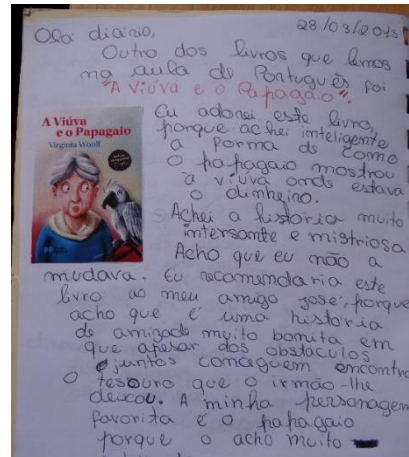 28/03/2015
Olá diário,
Outro dos livros que lemos
na aula de Português foi
"A Viúva e o Papagaio".
Eu adorei este livro,
porque achei inteligente
a forma de como
o papagaio mostrou
a viúva onde estava
o dinheiro.
Achei a história muito
intersante e mistriosa
Acho que eu não a
mudava. Eu recomendaria este
livro ao meu amigo José, porque
acho que é uma história
de amizade muito bonita em
que apesar dos obstaculos
e juntos conceguem encontra
o tesouro que o irmão -lhe
deixou. A minha personagem
favorita é o papagaio
porque o acho muito
A Viúva
e o Papagaio
Virginia Woolf